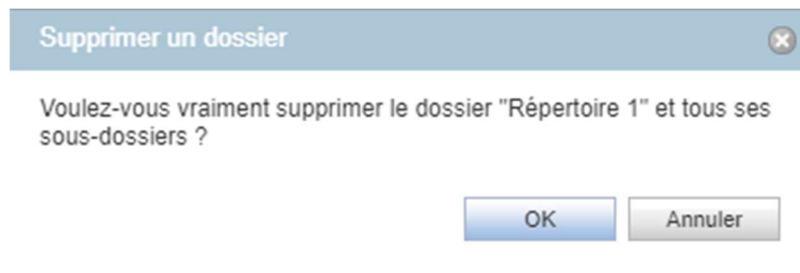 Supprimer un dossier
Voulez-vous vraiment supprimer le dossier "Répertoire 1" et tous ses
sous-dossiers ?
OK
Annuler